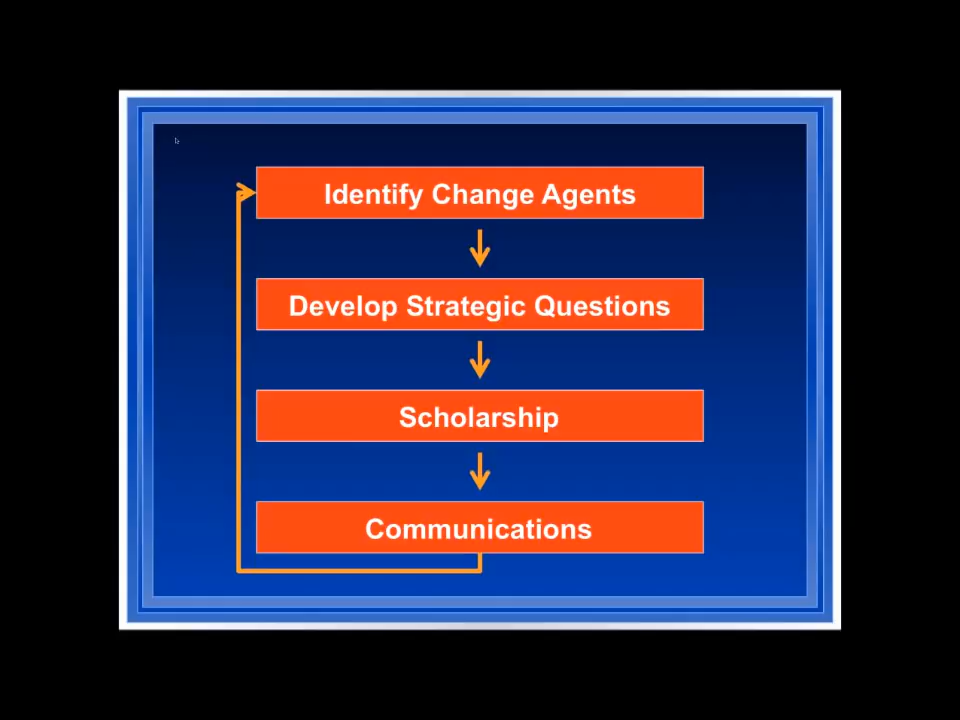 Identify Change Agents
Develop Strategic Questions
Scholarship
Communications